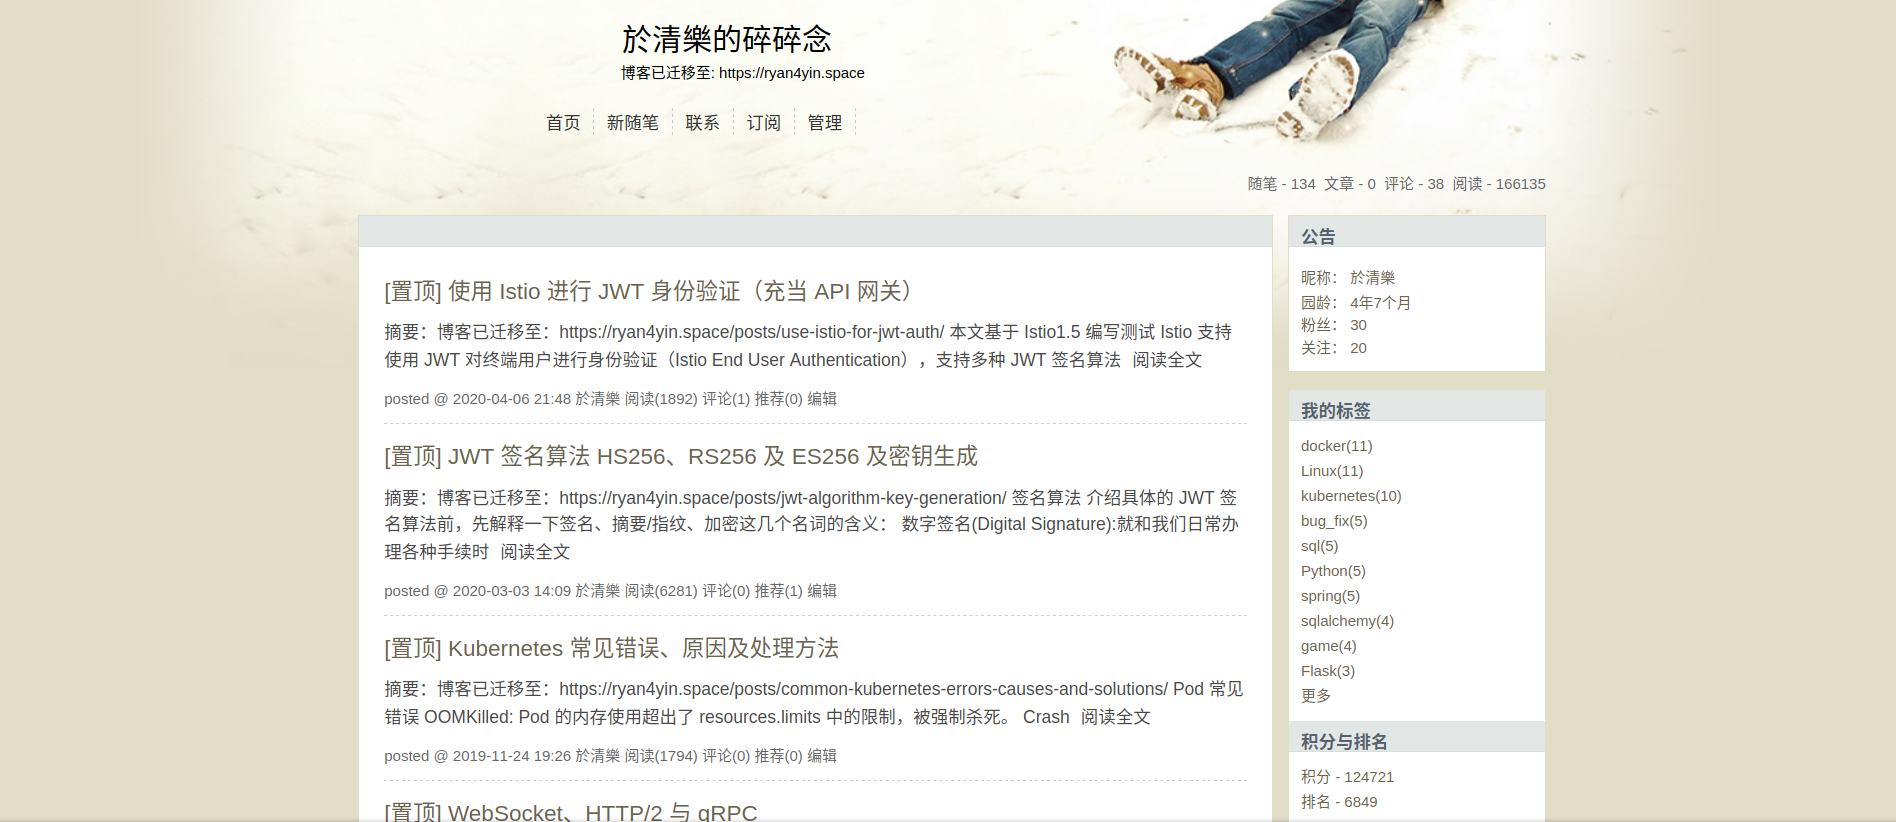 於清樂的碎碎念
博客已迁移至: https://ryan4yin.space
首页 新随笔 联系 订阅 管理
随笔 - 134 文章 - 0 评论 - 38 阅读 - 166135
[置顶] 使用 Istio 进行 JWT 身份验证（充当 API 网关）
摘要：博客已迁移至：https://ryan4yin.space/posts/use-istio-for-jwt-auth/ 本文基于 Istio1.5 编写测试 Istio 支持
使用 JWT 对终端用户进行身份验证（Istio End User Authentication），支持多种 JWT 签名算法 阅读全文
posted @ 2020-04-06 21:48 於清樂 阅读(1892) 评论(1) 推荐(0) 编辑
[置顶] JWT 签名算法 HS256、RS256 及 ES256 及密钥生成
摘要：博客已迁移至：https://ryan4yin.space/posts/jwt-algorithm-key-generation/ 签名算法 介绍具体的 JWT 签
名算法前，先解释一下签名、摘要/指纹、加密这几个名词的含义： 数字签名(Digital Signature):就和我们日常办
理各种手续时 阅读全文
posted @ 2020-03-03 14:09 於清樂 阅读(6281) 评论(0) 推荐(1) 编辑
[置顶] Kubernetes 常见错误、原因及处理方法
摘要：博客已迁移至：https://ryan4yin.space/posts/common-kubernetes-errors-causes-and-solutions/ Pod 常见
错误 OOMKilled: Pod 的内存使用超出了 resources.limits 中的限制，被强制杀死。 Crash 阅读全文
posted @ 2019-11-24 19:26 於清樂 阅读(1794) 评论(0) 推荐(0) 编辑
[置顶] WebSocket、HTTP/2 与 gRPC
公告
昵称： 於清樂
园龄： 4年7个月
粉丝： 30
关注： 20
我的标签
docker(11)
Linux(11)
kubernetes(10)
bug_fix(5)
sql(5)
Python(5)
spring(5)
sqlalchemy(4)
game(4)
Flask(3)
更多
积分与排名
积分 - 124721
排名 - 6849